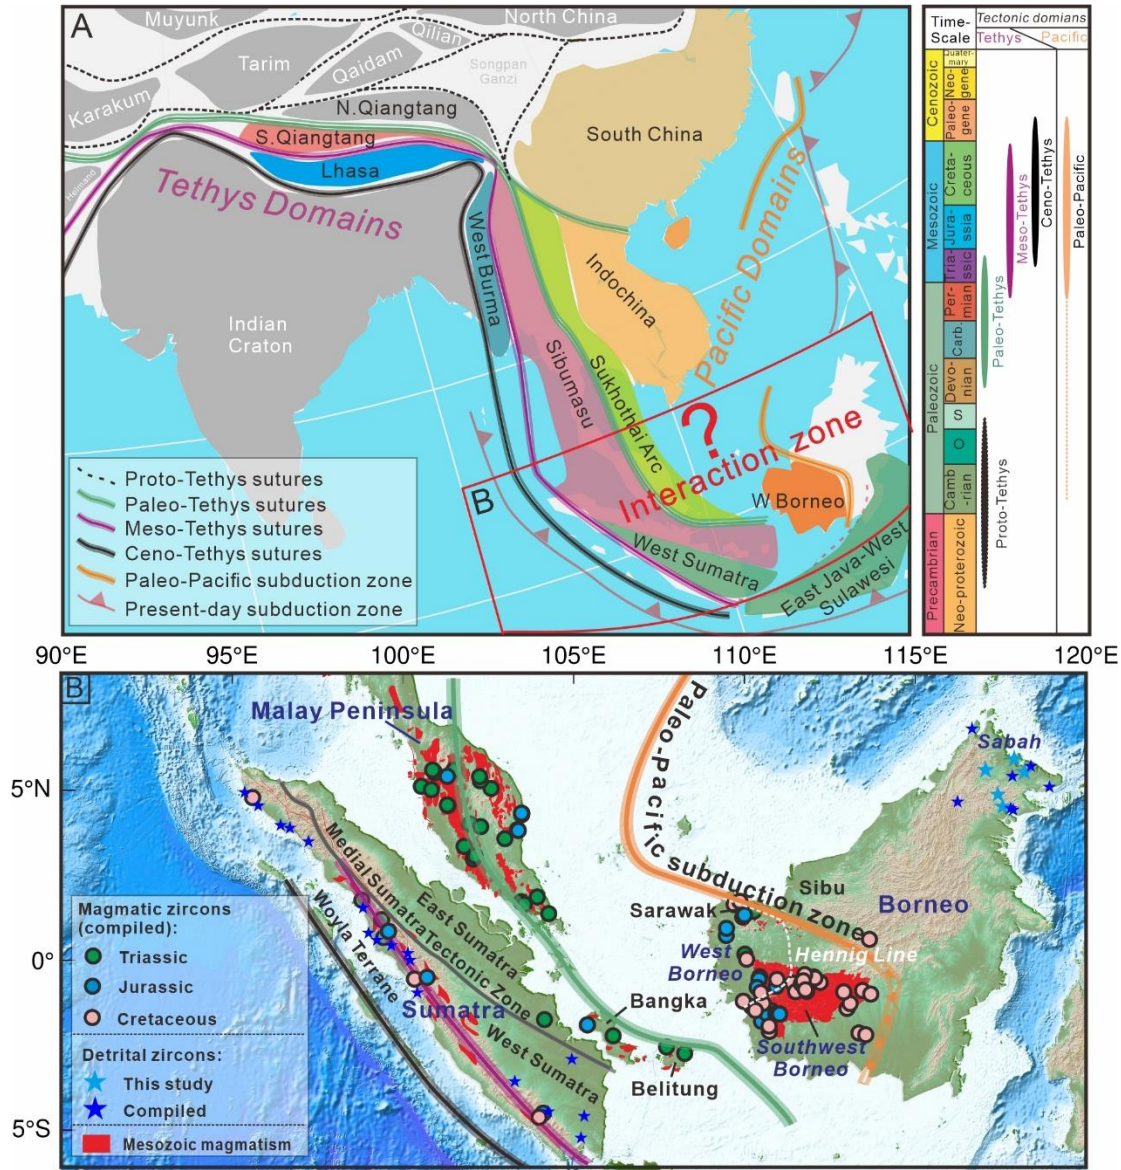 A
Muyunk
Qilian
North China
Tarim
Qaidam
Songpan
Ganzi
Karakum
N.Qiangtang
S.Qiangtang
Lhasa
Helmand
South China
Tethys Domains
West Burma
Indian
Craton
Indochina
Pacific Domains
Sibumasu
Sukhothai Arc
?
Interaction zone
B
W Borneo
West Sumatra
East Java-West
Sulawesi
Proto-Tethys sutures
Paleo-Tethys sutures
Meso-Tethys sutures
Ceno-Tethys sutures
Paleo-Pacific subduction zone
Present-day subduction zone
Time-
Scale
Tectonic domians
Tethys
Pacific
Cenozoic
Quater-
mary
Neo-
gene
Paleo-
gene
Mesozoic
Creta-
ceous
Jura-
ssia
Tria-
ssic
Paleozoic
Per-
mian
Carb.
Devo-
nian
S
O
Camb
-rian
Precambrian
Neo-proterozoic
Proto-Tethys
Paleo-Tethys
Meso-Tethys
Ceno-Tethys
Paleo-Pacific
90°E
95°E
100°E
105°E
110°E
115°E
120°E
B
5°N
0°
5°S
Malay Peninsula
Paleo-Pacific subduction zone
Sabah
Sibu
Borneo
Sarawak
Hennig Line
West
Borneo
Southwest
Borneo
Medial Sumatra Tectonic Zone
East Sumatra
Woyla Terrane
Sumatra
West Sumatra
Bangka
Belitung
Magmatic zircons
(compiled):
Triassic
Jurassic
Cretaceous
Detrital zircons:
This study
Compiled
Mesozoic magmatism